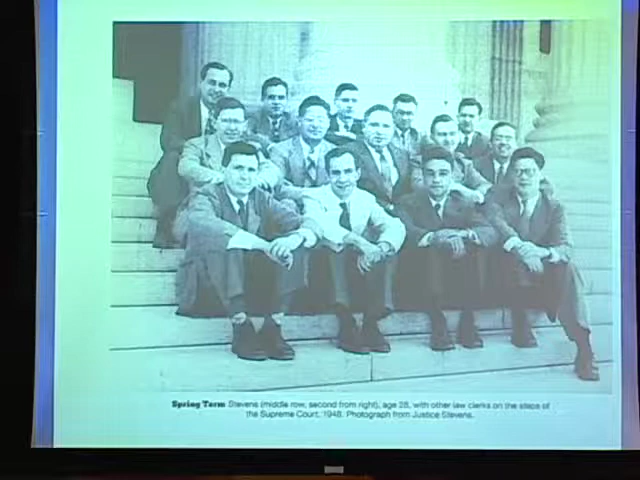 Spring Term Stevens (middle row, second from right), age 28, with other law clerks on the steps of
the Supreme Court, 1948. Photograph from Justice Stevens.